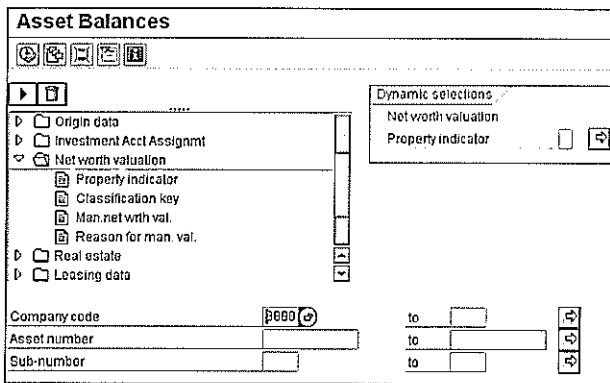 Asset Balances
Dynamic selections
Net worth valuation
Property indicator
Origin data
Investment Acct Assignmt
Net worth valuation
Property indicator
Classification key
Man.net wrth val.
Reason for man. val.
Real estate
Leasing data
Company code to
Asset number to
Sub-number to